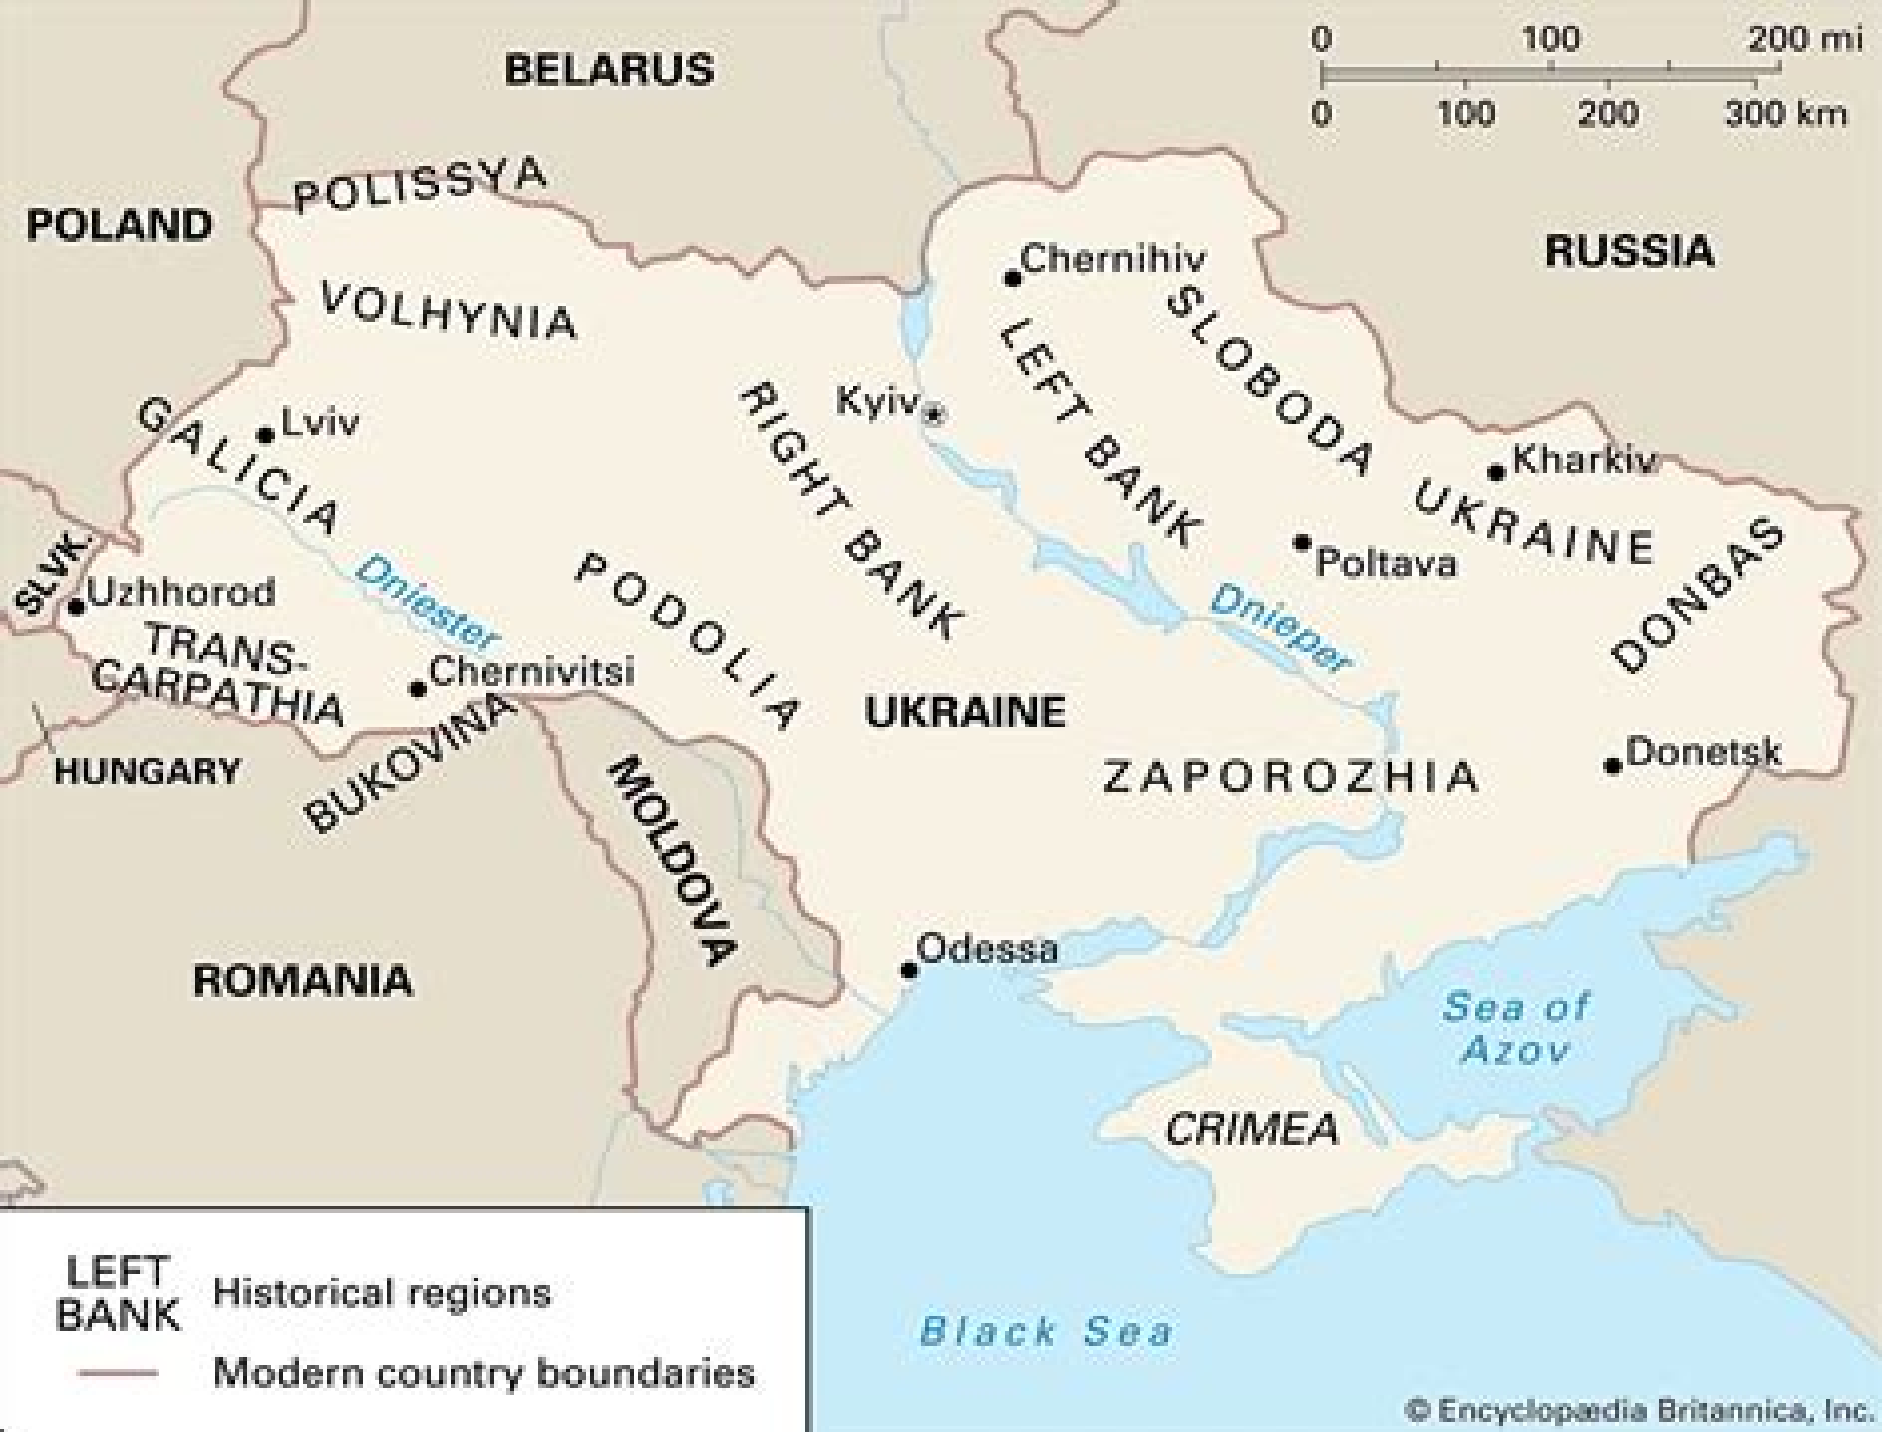 0 100 200 mi
0 100 200 300 km
BELARUS
POLISSYA
POLAND
RUSSIA
Chernihiv
VOLHYNIA
SLOBODA UKRAINE
LEFT BANK
Kyiv
RIGHT BANK
GALICIA
Lviv
Kharkiv
Poltava
DONBAS
SLVK.
Uzhhorod
Dniester
PODOLIA
Dnieper
TRANS-
CARPATHIA
Chernivitsi
BUKOVINA
UKRAINE
HUNGARY
MOLDOVA
ZAPOROZHIA
Donetsk
ROMANIA
Odessa
Sea of
Azov
CRIMEA
Black Sea
LEFT
BANK
Historical regions
Modern country boundaries
© Encyclopædia Britannica, Inc.